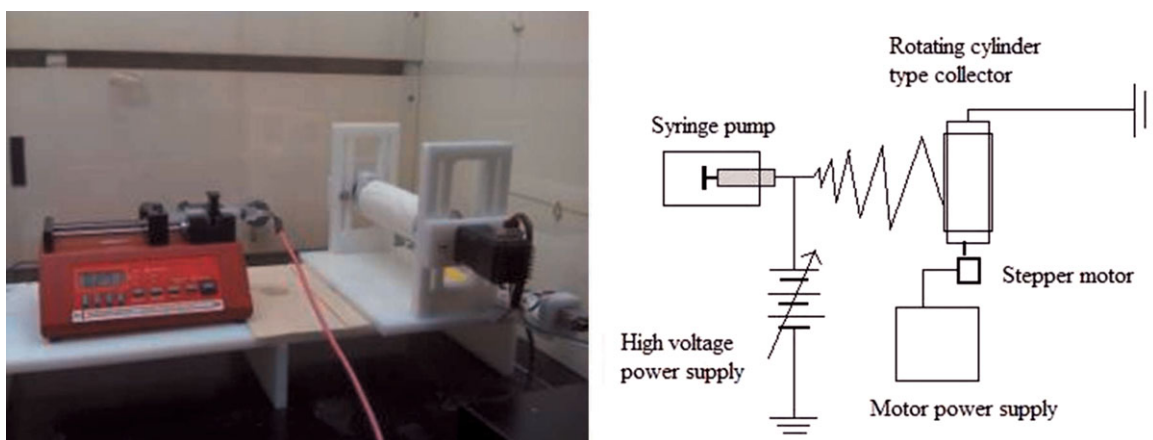 Rotating cylinder
type collector
Syringe pump
Stepper motor
High voltage
power supply
Motor power supply